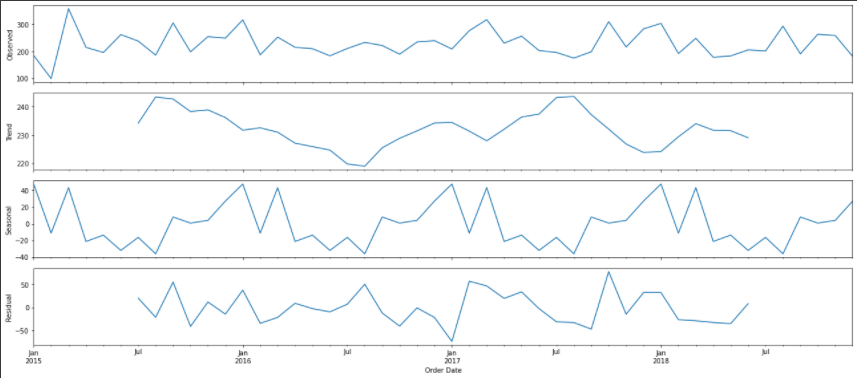 Observed
300
200
100
Trend
240
230
220
Seasonal
40
20
0
−20
−40
Residual
50
0
−50
Jan
2015
Jul
Jan
2016
Jul
Jan
2017
Jul
Jan
2018
Jul
Order Date